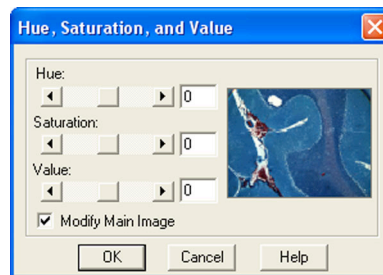 Hue, Saturation, and Value
Hue:
0
Saturation:
0
Value:
0
Modify Main Image
OK Cancel Help